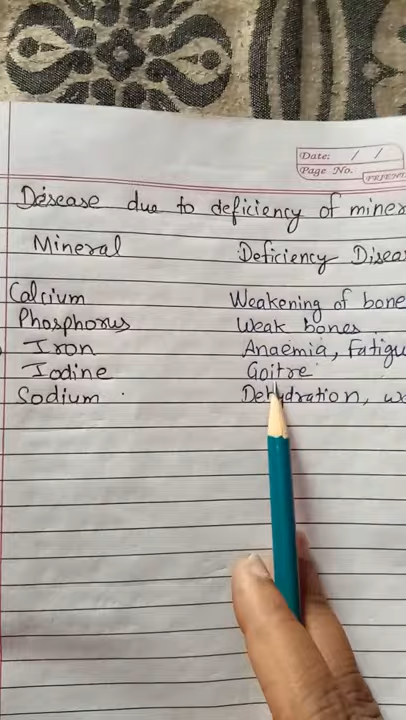 Date: / /
Page No.
Disease due to deficiency of miner
Mineral Deficiency Disea
Calcium Weakening of bone
Phosphorus Weak bones.
Iron Anaemia, Fatigu
Iodine Goitre
Sodium Dehydration, we